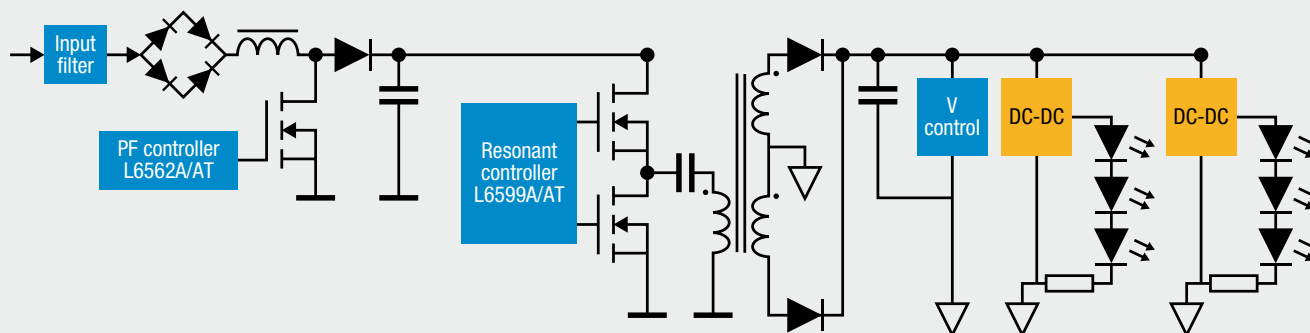 Input
filter
PF controller
L6562A/AT
Resonant
controller
L6599A/AT
V
control
DC-DC
DC-DC